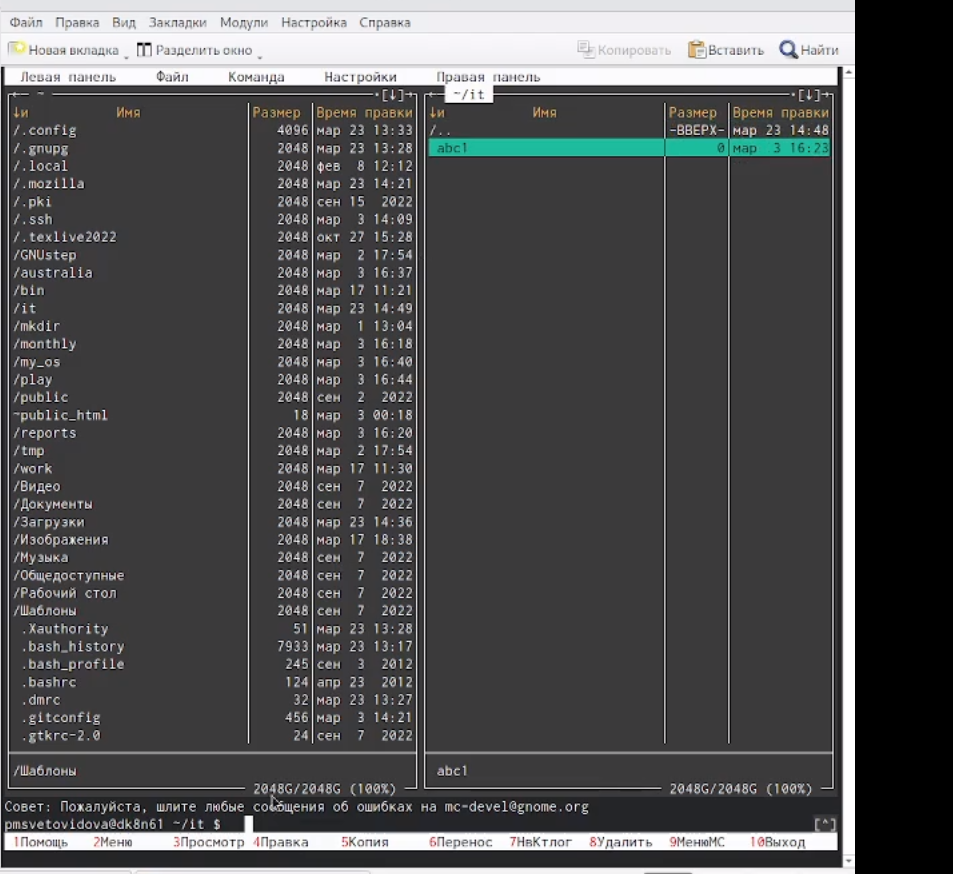 Файл Правка Вид Закладки Модули Настройка Справка
Новая вкладка Разделить окно Копировать Вставить Найти
Левая панель Файл Команда Настройки Правая панель
~ [↓] ~/it [↓]
↓и Имя Размер Время правки ↓и Имя Размер Время правки
/.config 4096 мар 23 13:33 /.. -ВВЕРХ- мар 23 14:48
/.gnupg 2048 мар 23 13:28 abc1 0 мар 3 16:23
/.local 2048 фев 8 12:12
/.mozilla 2048 мар 23 14:21
/.pki 2048 сен 15 2022
/.ssh 2048 мар 3 14:09
/.texlive2022 2048 окт 27 15:28
/GNUstep 2048 мар 2 17:54
/australia 2048 мар 3 16:37
/bin 2048 мар 17 11:21
/it 2048 мар 23 14:49
/mkdir 2048 мар 1 13:04
/monthly 2048 мар 3 16:18
/my_os 2048 мар 3 16:40
/play 2048 мар 3 16:44
/public 2048 сен 2 2022
~public_html 18 мар 3 00:18
/reports 2048 мар 3 16:20
/tmp 2048 мар 2 17:54
/work 2048 мар 17 11:30
/Видео 2048 сен 7 2022
/Документы 2048 сен 7 2022
/Загрузки 2048 мар 23 14:36
/Изображения 2048 мар 17 18:38
/Музыка 2048 сен 7 2022
/Общедоступные 2048 сен 7 2022
/Рабочий стол 2048 сен 7 2022
/Шаблоны 2048 сен 7 2022
.Xauthority 51 мар 23 13:28
.bash_history 7933 мар 23 13:17
.bash_profile 245 сен 3 2012
.bashrc 124 апр 23 2012
.dmrc 32 мар 23 13:27
.gitconfig 456 мар 3 14:21
.gtkrc-2.0 24 сен 7 2022
/Шаблоны abc1
2048G/2048G (100%) 2048G/2048G (100%)
Совет: Пожалуйста, шлите любые сообщения об ошибках на mc-devel@gnome.org
pmsvetovidova@dk8n61 ~/it $ [^]
1Помощь 2Меню 3Просмотр 4Правка 5Копия 6Перенос 7НвКтлог 8Удалить 9МенюМС 10Выход